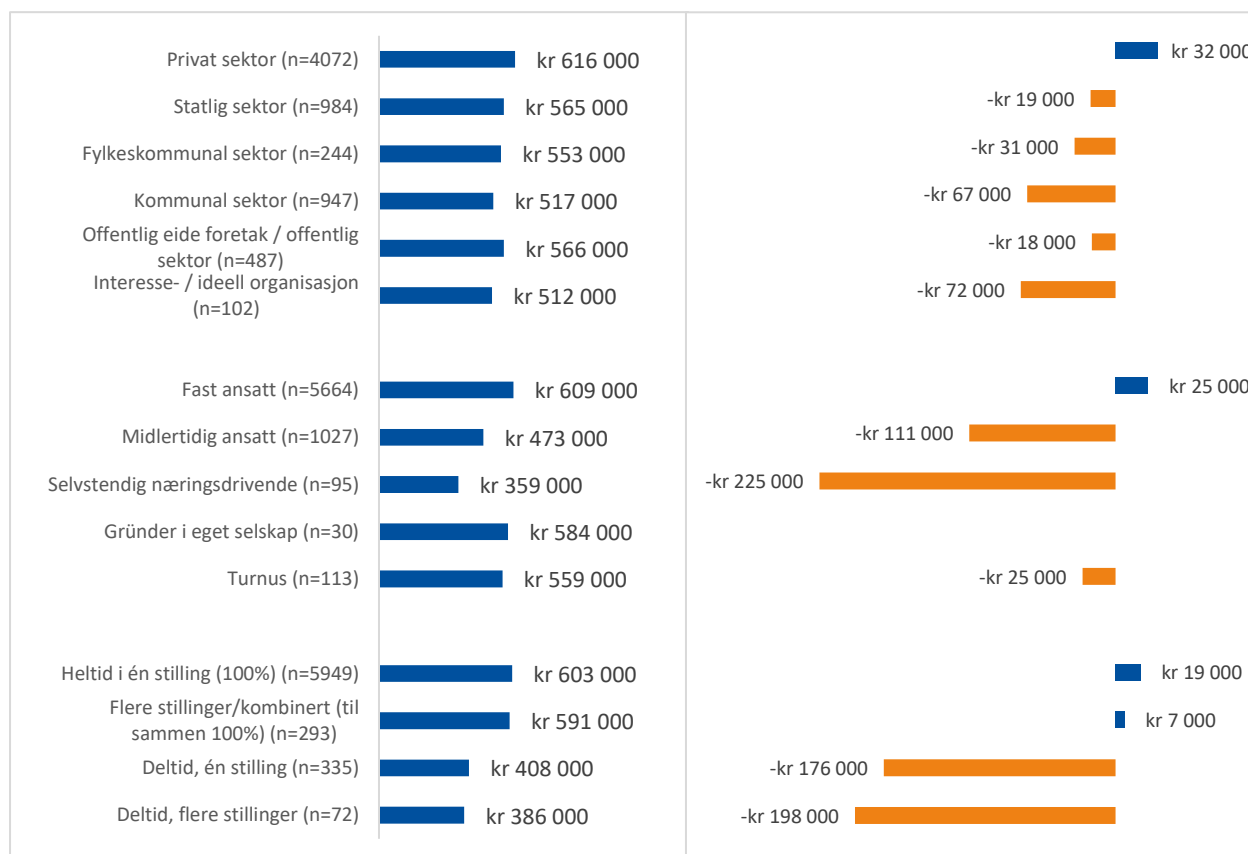 Privat sektor (n=4072) kr 616 000 kr 32 000
Statlig sektor (n=984) kr 565 000 -kr 19 000
Fylkeskommunal sektor (n=244) kr 553 000 -kr 31 000
Kommunal sektor (n=947) kr 517 000 -kr 67 000
Offentlig eide foretak / offentlig
sektor (n=487) kr 566 000 -kr 18 000
Interesse- / ideell organisasjon
(n=102) kr 512 000 -kr 72 000
Fast ansatt (n=5664) kr 609 000 kr 25 000
Midlertidig ansatt (n=1027) kr 473 000 -kr 111 000
Selvstendig næringsdrivende (n=95) kr 359 000 -kr 225 000
Gründer i eget selskap (n=30) kr 584 000
Turnus (n=113) kr 559 000 -kr 25 000
Heltid i én stilling (100%) (n=5949) kr 603 000 kr 19 000
Flere stillinger/kombinert (til
sammen 100%) (n=293) kr 591 000 kr 7 000
Deltid, én stilling (n=335) kr 408 000 -kr 176 000
Deltid, flere stillinger (n=72) kr 386 000 -kr 198 000